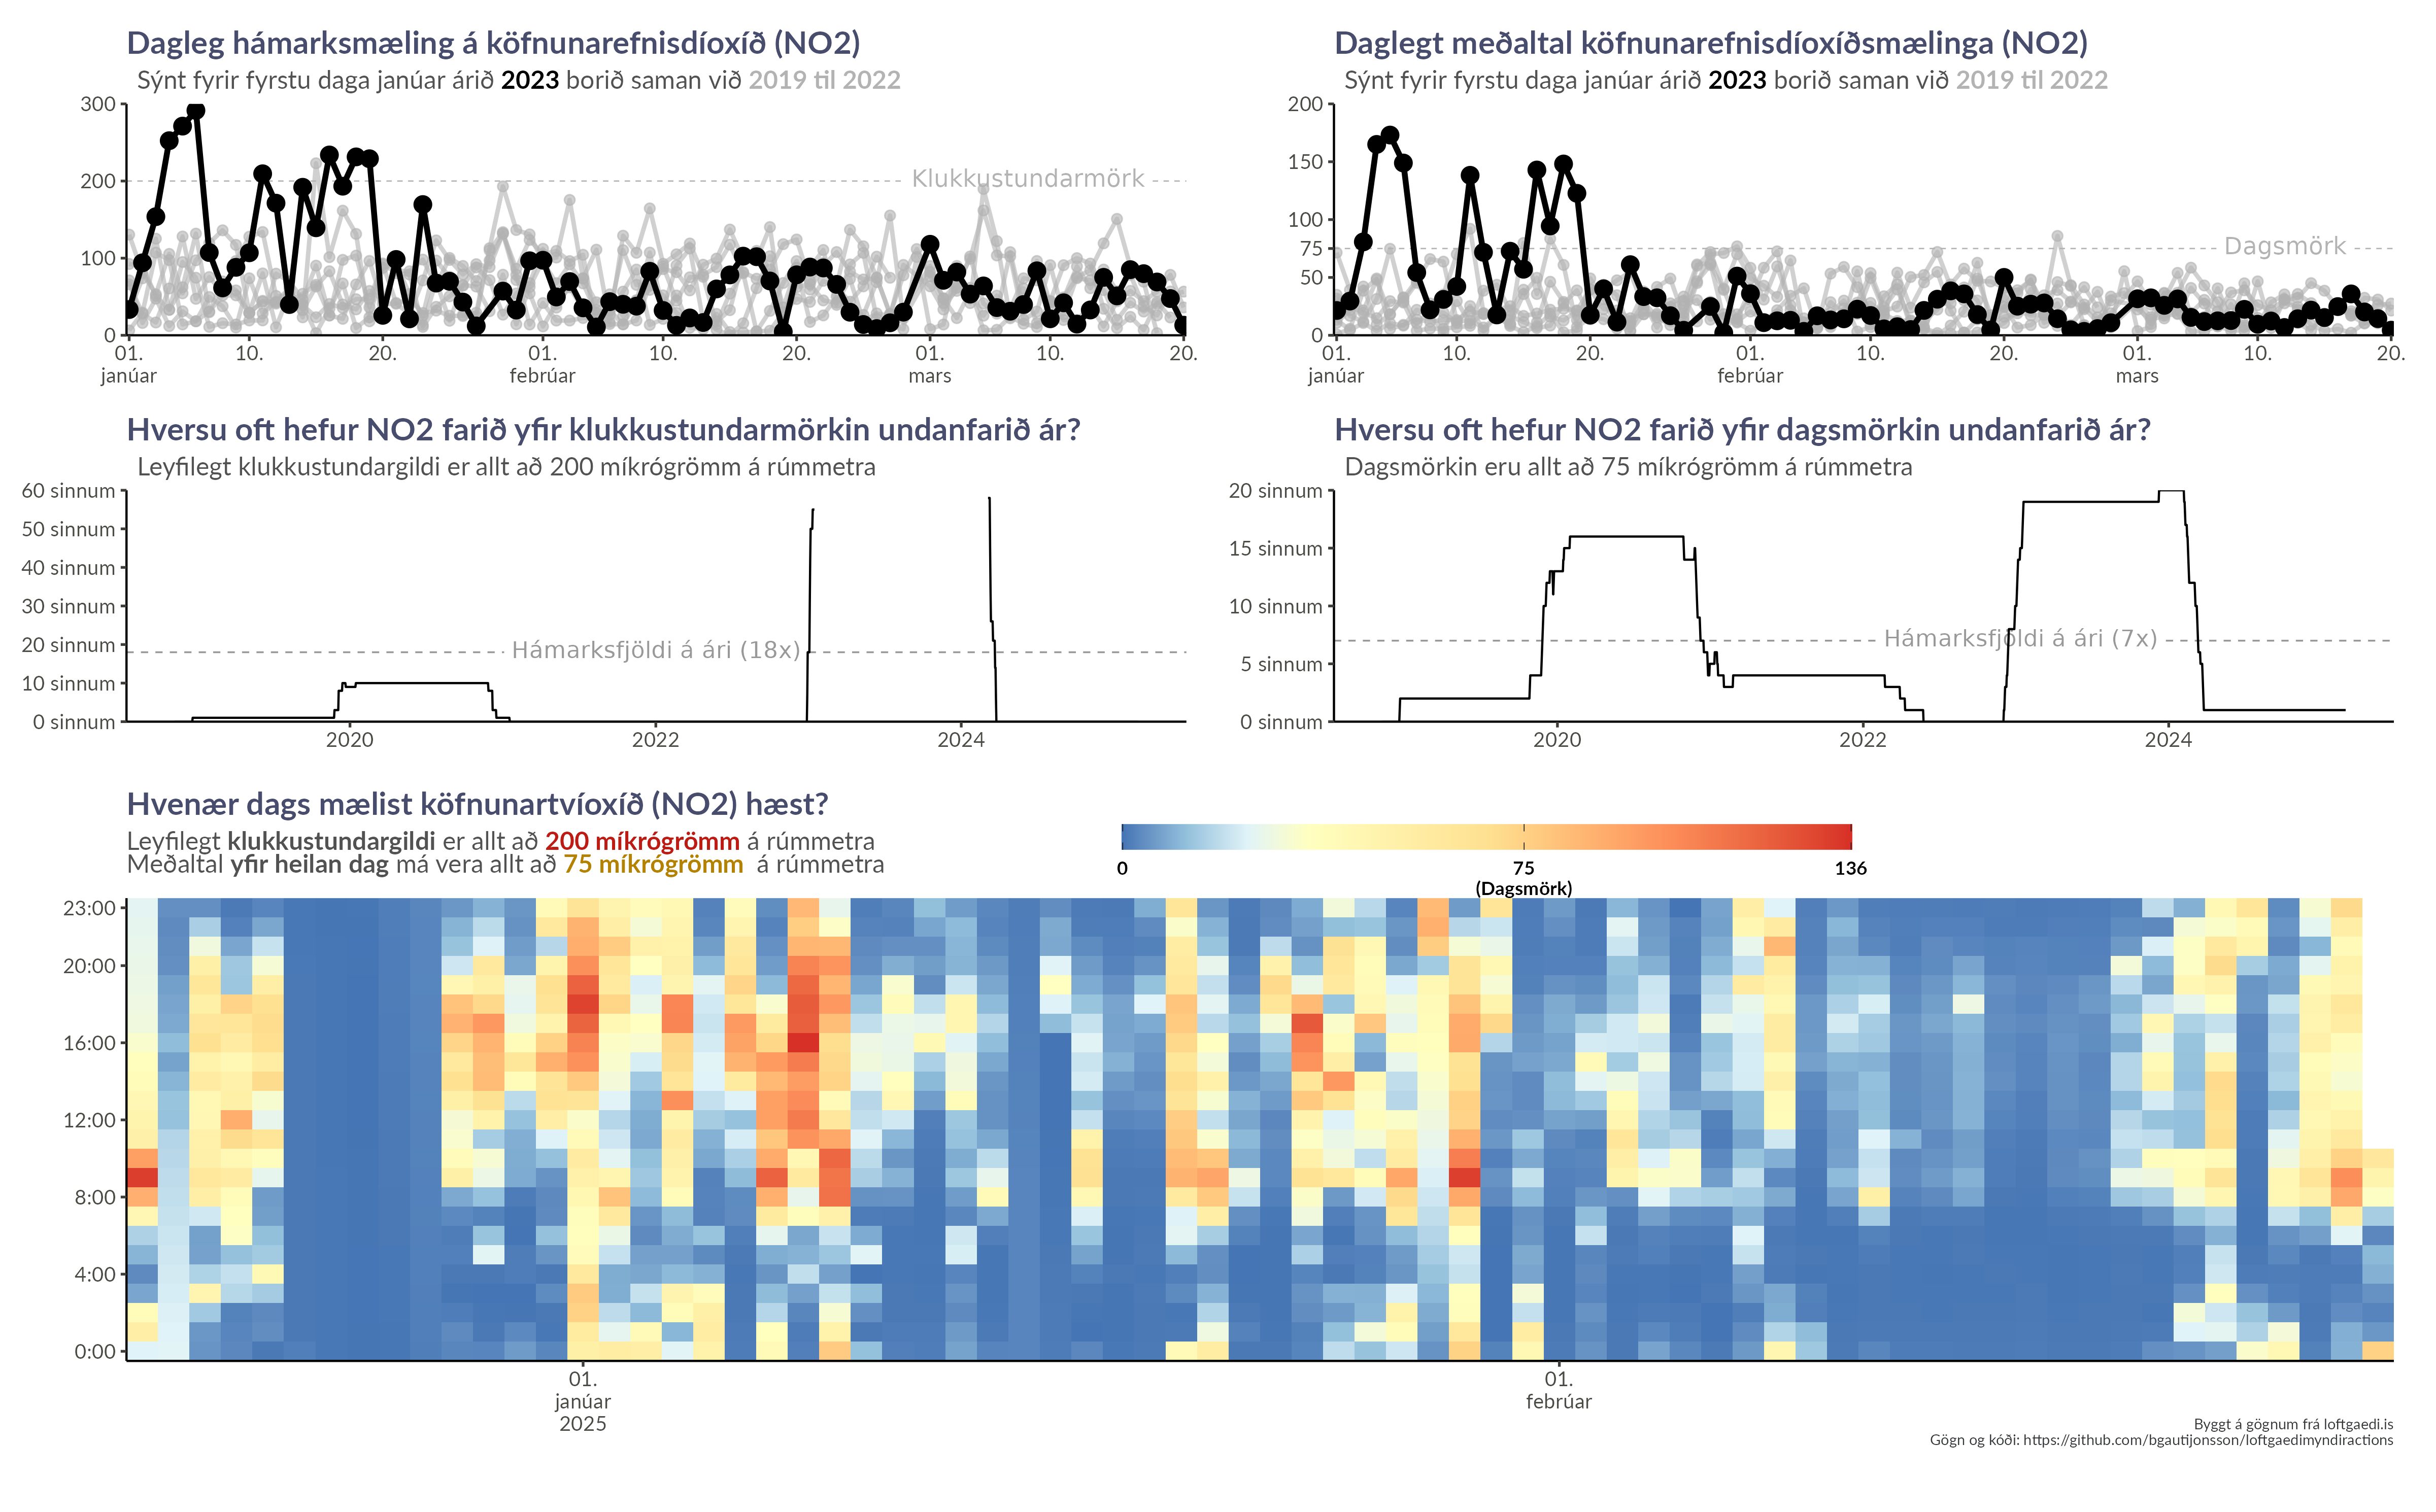 Dagleg hámarksmæling á köfnunarefnisdíoxíð (NO2)
Sýnt fyrir fyrstu daga janúar árið 2023 borið saman við 2019 til 2022
300
200
100
0
Klukkustundarmörk
01.
janúar
10.
20.
01.
febrúar
10.
20.
01.
mars
10.
20.
Daglegt meðaltal köfnunarefnisdíoxíðsmælinga (NO2)
Sýnt fyrir fyrstu daga janúar árið 2023 borið saman við 2019 til 2022
200
150
100
75
50
0
Dagsmörk
01.
janúar
10.
20.
01.
febrúar
10.
20.
01.
mars
10.
20.
Hversu oft hefur NO2 farið yfir klukkustundarmörkin undanfarið ár?
Leyfilegt klukkustundargildi er allt að 200 míkrógrömm á rúmmetra
60 sinnum
50 sinnum
40 sinnum
30 sinnum
20 sinnum
10 sinnum
0 sinnum
Hámarksfjöldi á ári (18x)
2020
2022
2024
Hversu oft hefur NO2 farið yfir dagsmörkin undanfarið ár?
Dagsmörkin eru allt að 75 míkrógrömm á rúmmetra
20 sinnum
15 sinnum
10 sinnum
5 sinnum
0 sinnum
Hámarksfjöldi á ári (7x)
2020
2022
2024
Hvenær dags mælist köfnunartvíoxíð (NO2) hæst?
Leyfilegt klukkustundargildi er allt að 200 míkrógrömm á rúmmetra
Meðaltal yfir heilan dag má vera allt að 75 míkrógrömm á rúmmetra
0
75
(Dagsmörk)
136
23:00
20:00
16:00
12:00
8:00
4:00
0:00
01.
janúar
2025
01.
febrúar
Byggt á gögnum frá loftgaedi.is
Gögn og kóði: https://github.com/bgautijonsson/loftgaedimyndiractions